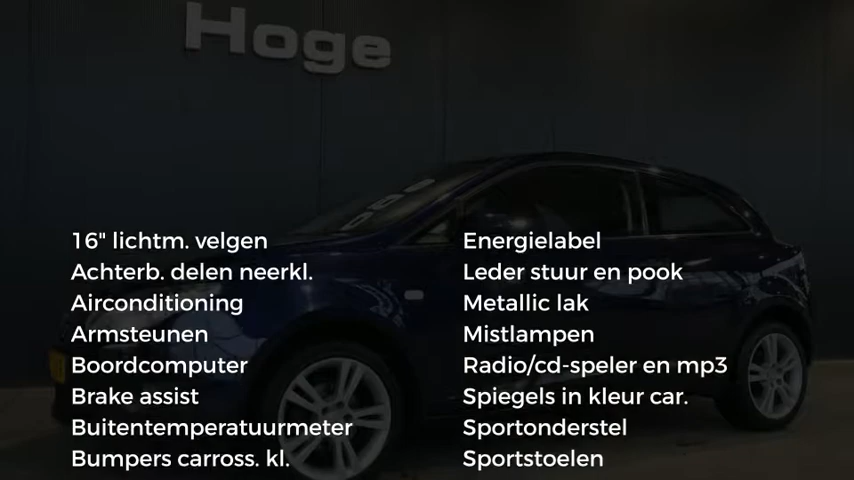 Hoge
16" lichtm. velgen
Achterb. delen neerkl.
Airconditioning
Armsteunen
Boordcomputer
Brake assist
Buitentemperatuurmeter
Bumpers carross. kl.
Energielabel
Leder stuur en pook
Metallic lak
Mistlampen
Radio/cd-speler en mp3
Spiegels in kleur car.
Sportonderstel
Sportstoelen